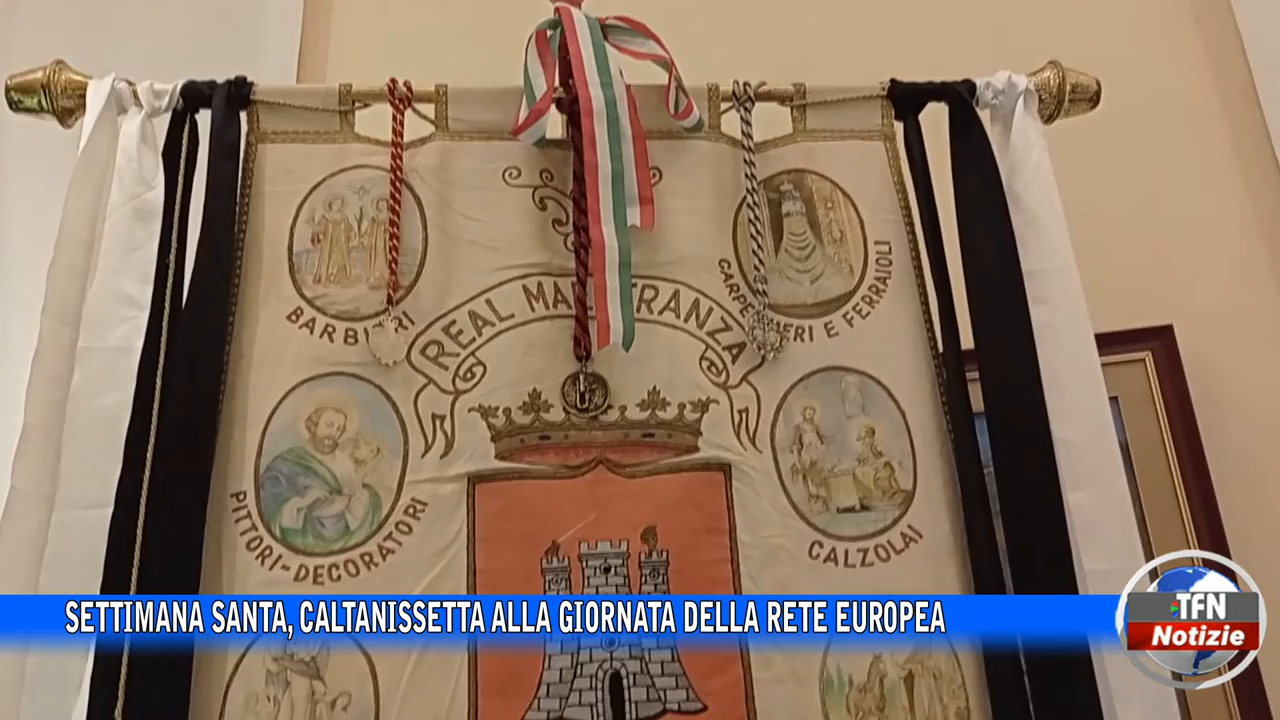 REAL MAESTRANZA
BARBIERI
CARPENTIERI E FERRAIOLI
PITTORI-DECORATORI
CALZOLAI
SETTIMANA SANTA, CALTANISSETTA ALLA GIORNATA DELLA RETE EUROPEA
TFN
Notizie